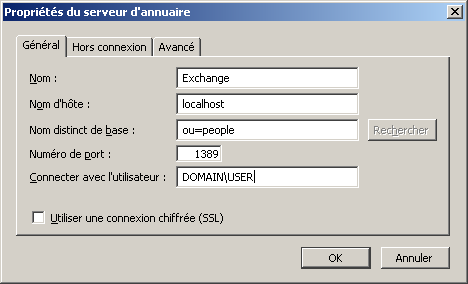 Propriétés du serveur d'annuaire
Général Hors connexion Avancé
Nom : Exchange
Nom d'hôte : localhost
Nom distinct de base : ou=people Rechercher
Numéro de port : 1389
Connecter avec l'utilisateur : DOMAIN\USER
Utiliser une connexion chiffrée (SSL)
OK Annuler